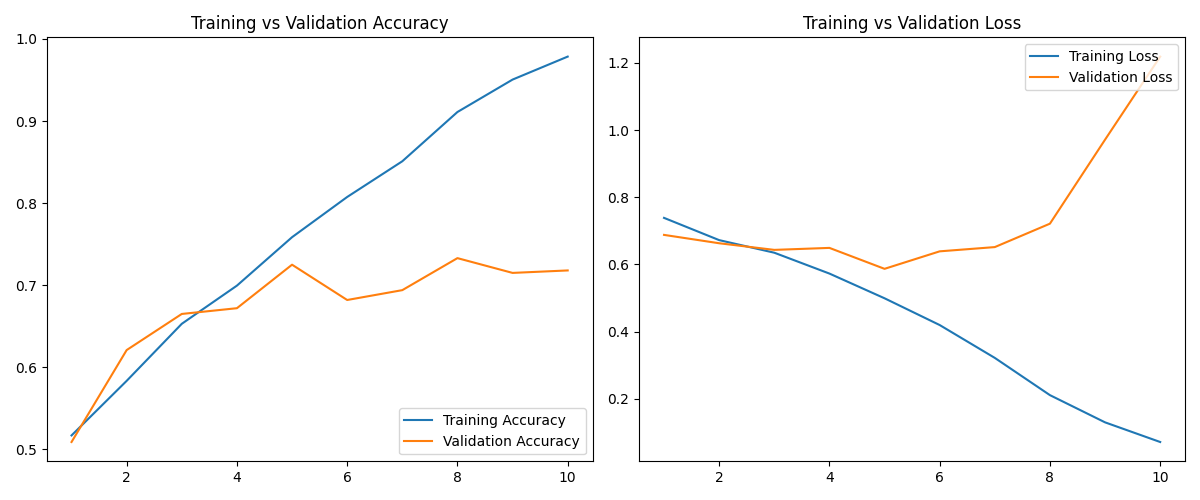 Training vs Validation Accuracy
1.0
0.9
0.8
0.7
0.6
0.5
2 4 6 8 10
Training Accuracy
Validation Accuracy
Training vs Validation Loss
1.2
1.0
0.8
0.6
0.4
0.2
2 4 6 8 10
Training Loss
Validation Loss